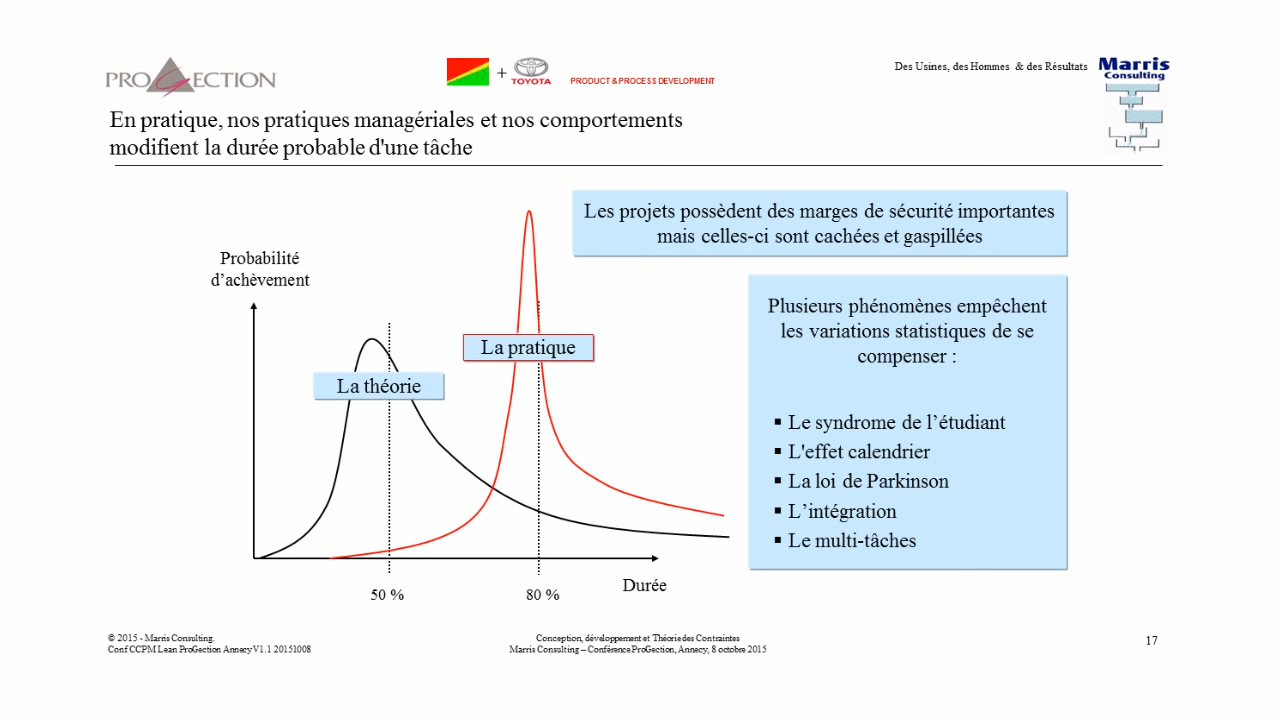 PROGECTION
+
TOYOTA
PRODUCT & PROCESS DEVELOPMENT
Des Usines, des Hommes & des Résultats
Marris
Consulting
En pratique, nos pratiques managériales et nos comportements
modifient la durée probable d'une tâche
Les projets possèdent des marges de sécurité importantes
mais celles-ci sont cachées et gaspillées
Probabilité
d’achèvement
La pratique
La théorie
Durée
50 %
80 %
Plusieurs phénomènes empêchent
les variations statistiques de se
compenser :
▪ Le syndrome de l’étudiant
▪ L'effet calendrier
▪ La loi de Parkinson
▪ L’intégration
▪ Le multi-tâches
© 2015 - Marris Consulting.
Conf CCPM Lean ProGection Annecy V1.1 20151008
Conception, développement et Théorie des Contraintes
Marris Consulting – Conférence ProGection, Annecy, 8 octobre 2015
17